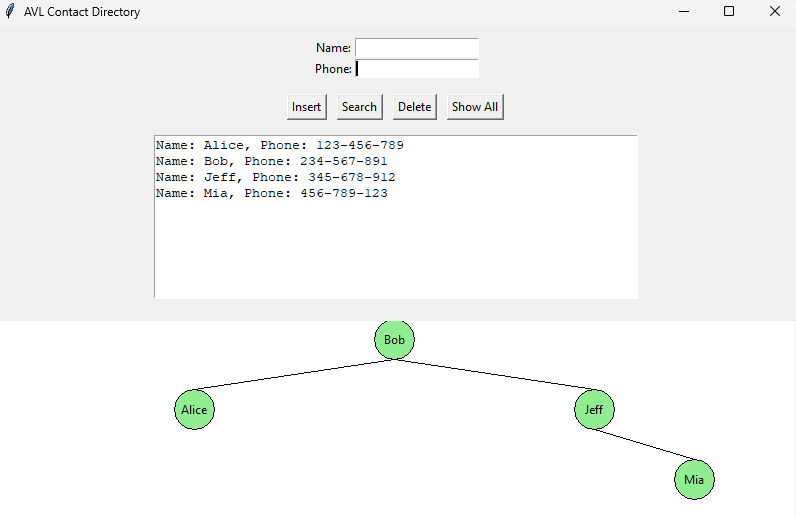 AVL Contact Directory
Name:
Phone:
Insert Search Delete Show All
Name: Alice, Phone: 123-456-789
Name: Bob, Phone: 234-567-891
Name: Jeff, Phone: 345-678-912
Name: Mia, Phone: 456-789-123
Bob
Alice Jeff
Mia